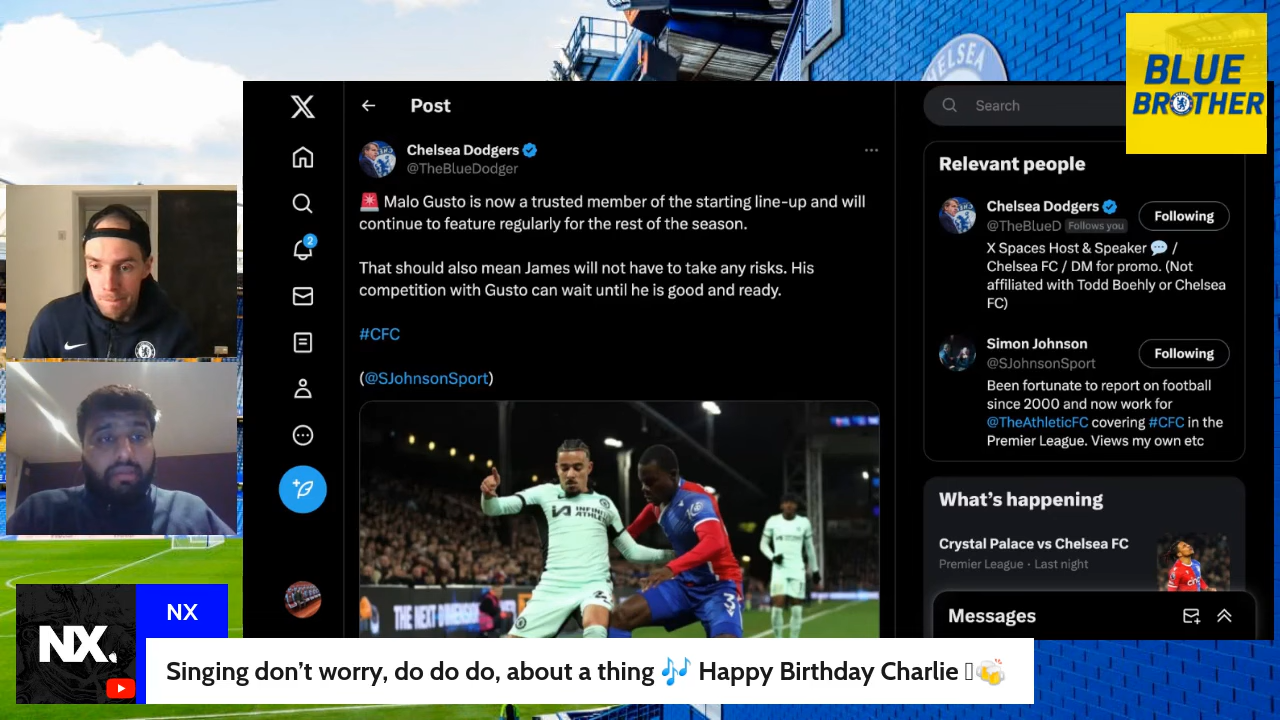 CHELSEA
BLUE
BROTHER
Post
Search
Chelsea Dodgers
@TheBlueDodger
🚨 Malo Gusto is now a trusted member of the starting line-up and will
continue to feature regularly for the rest of the season.
That should also mean James will not have to take any risks. His
competition with Gusto can wait until he is good and ready.
#CFC
(@SJohnsonSport)
2
Relevant people
Chelsea Dodgers
Following
@TheBlueD Follows you
X Spaces Host & Speaker 💬 /
Chelsea FC / DM for promo. (Not
affiliated with Todd Boehly or Chelsea
FC)
Simon Johnson
Following
@SJohnsonSport
Been fortunate to report on football
since 2000 and now work for
@TheAthleticFC covering #CFC in the
Premier League. Views my own etc
What's happening
Crystal Palace vs Chelsea FC
Premier League · Last night
Messages
THE NEXT DIMENSION
NX.
NX
Singing don't worry, do do do, about a thing 🎶 Happy Birthday Charlie 🍻